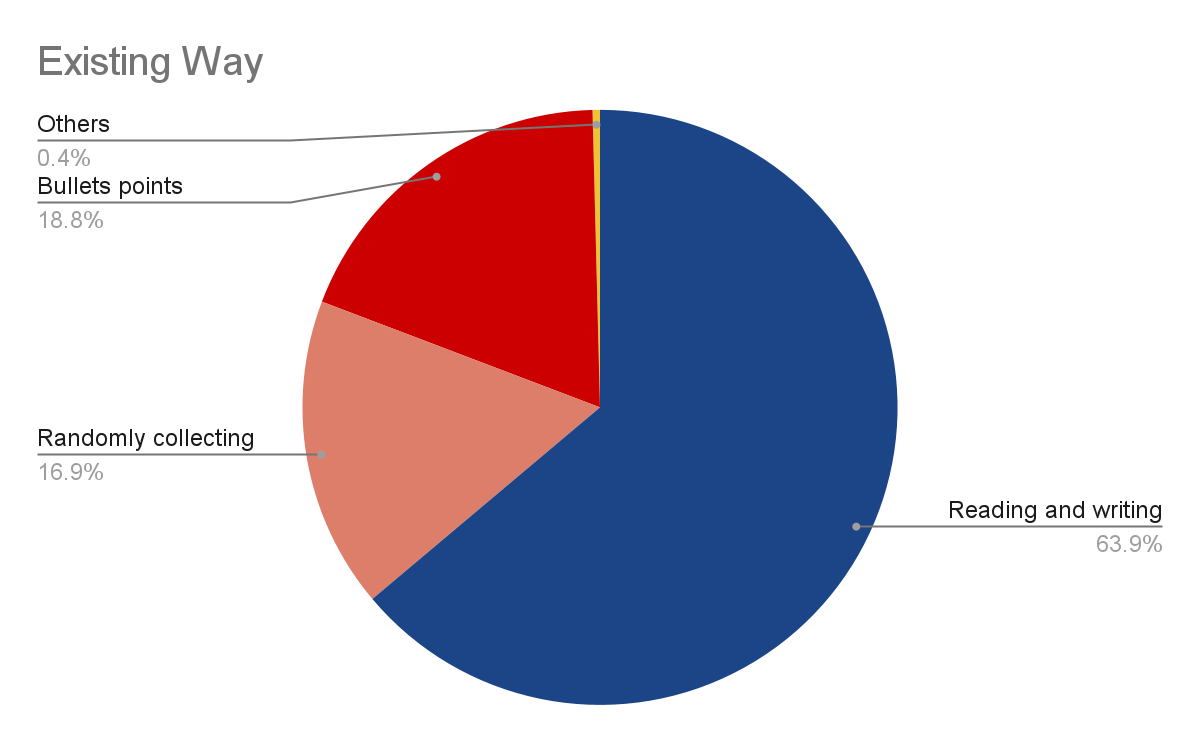 Existing Way
Others
0.4%
Bullets points
18.8%
Randomly collecting
16.9%
Reading and writing
63.9%